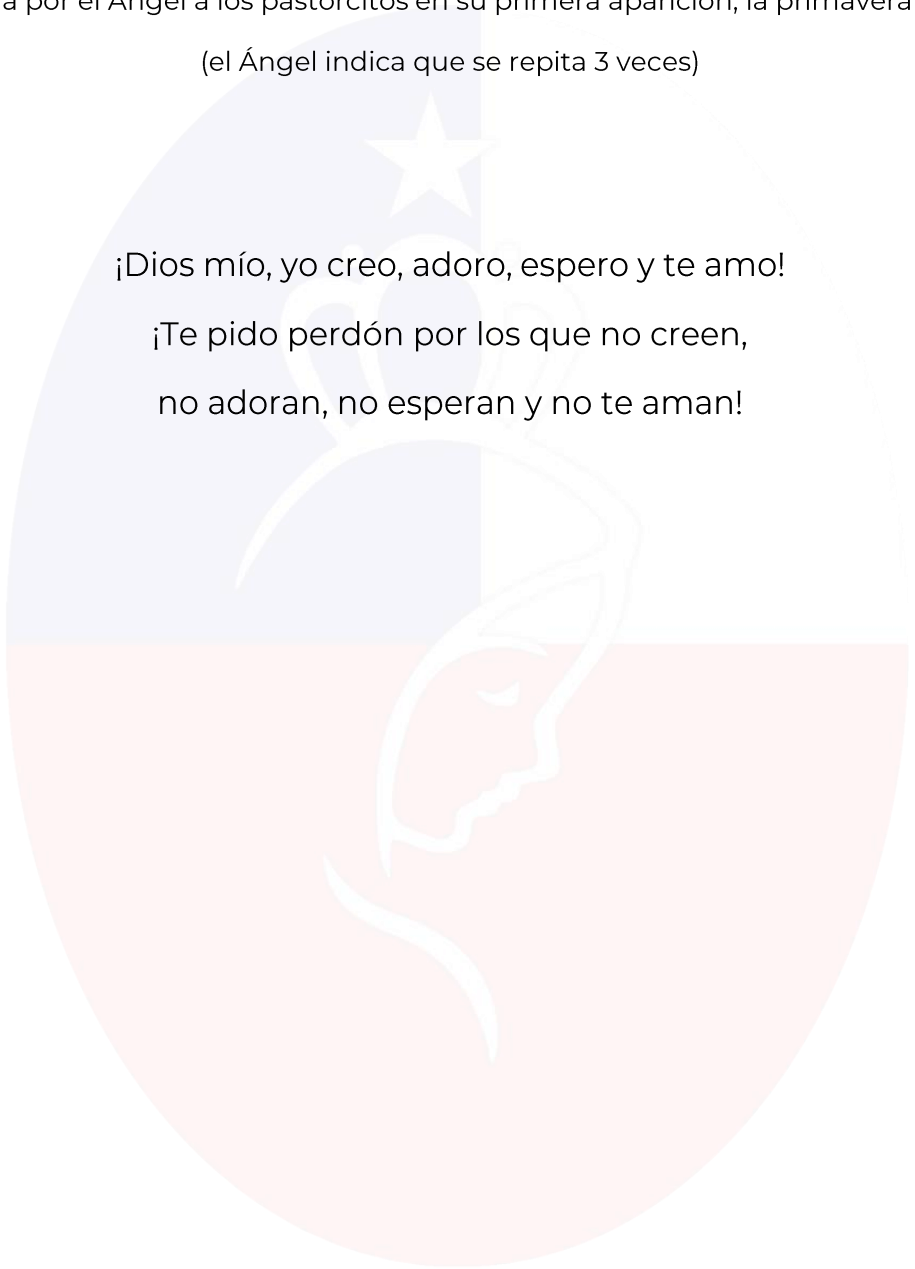 a por el Ángel a los pastorcitos en su primera aparición, la primavera
(el Ángel indica que se repita 3 veces)
¡Dios mío, yo creo, adoro, espero y te amo!
¡Te pido perdón por los que no creen,
no adoran, no esperan y no te aman!